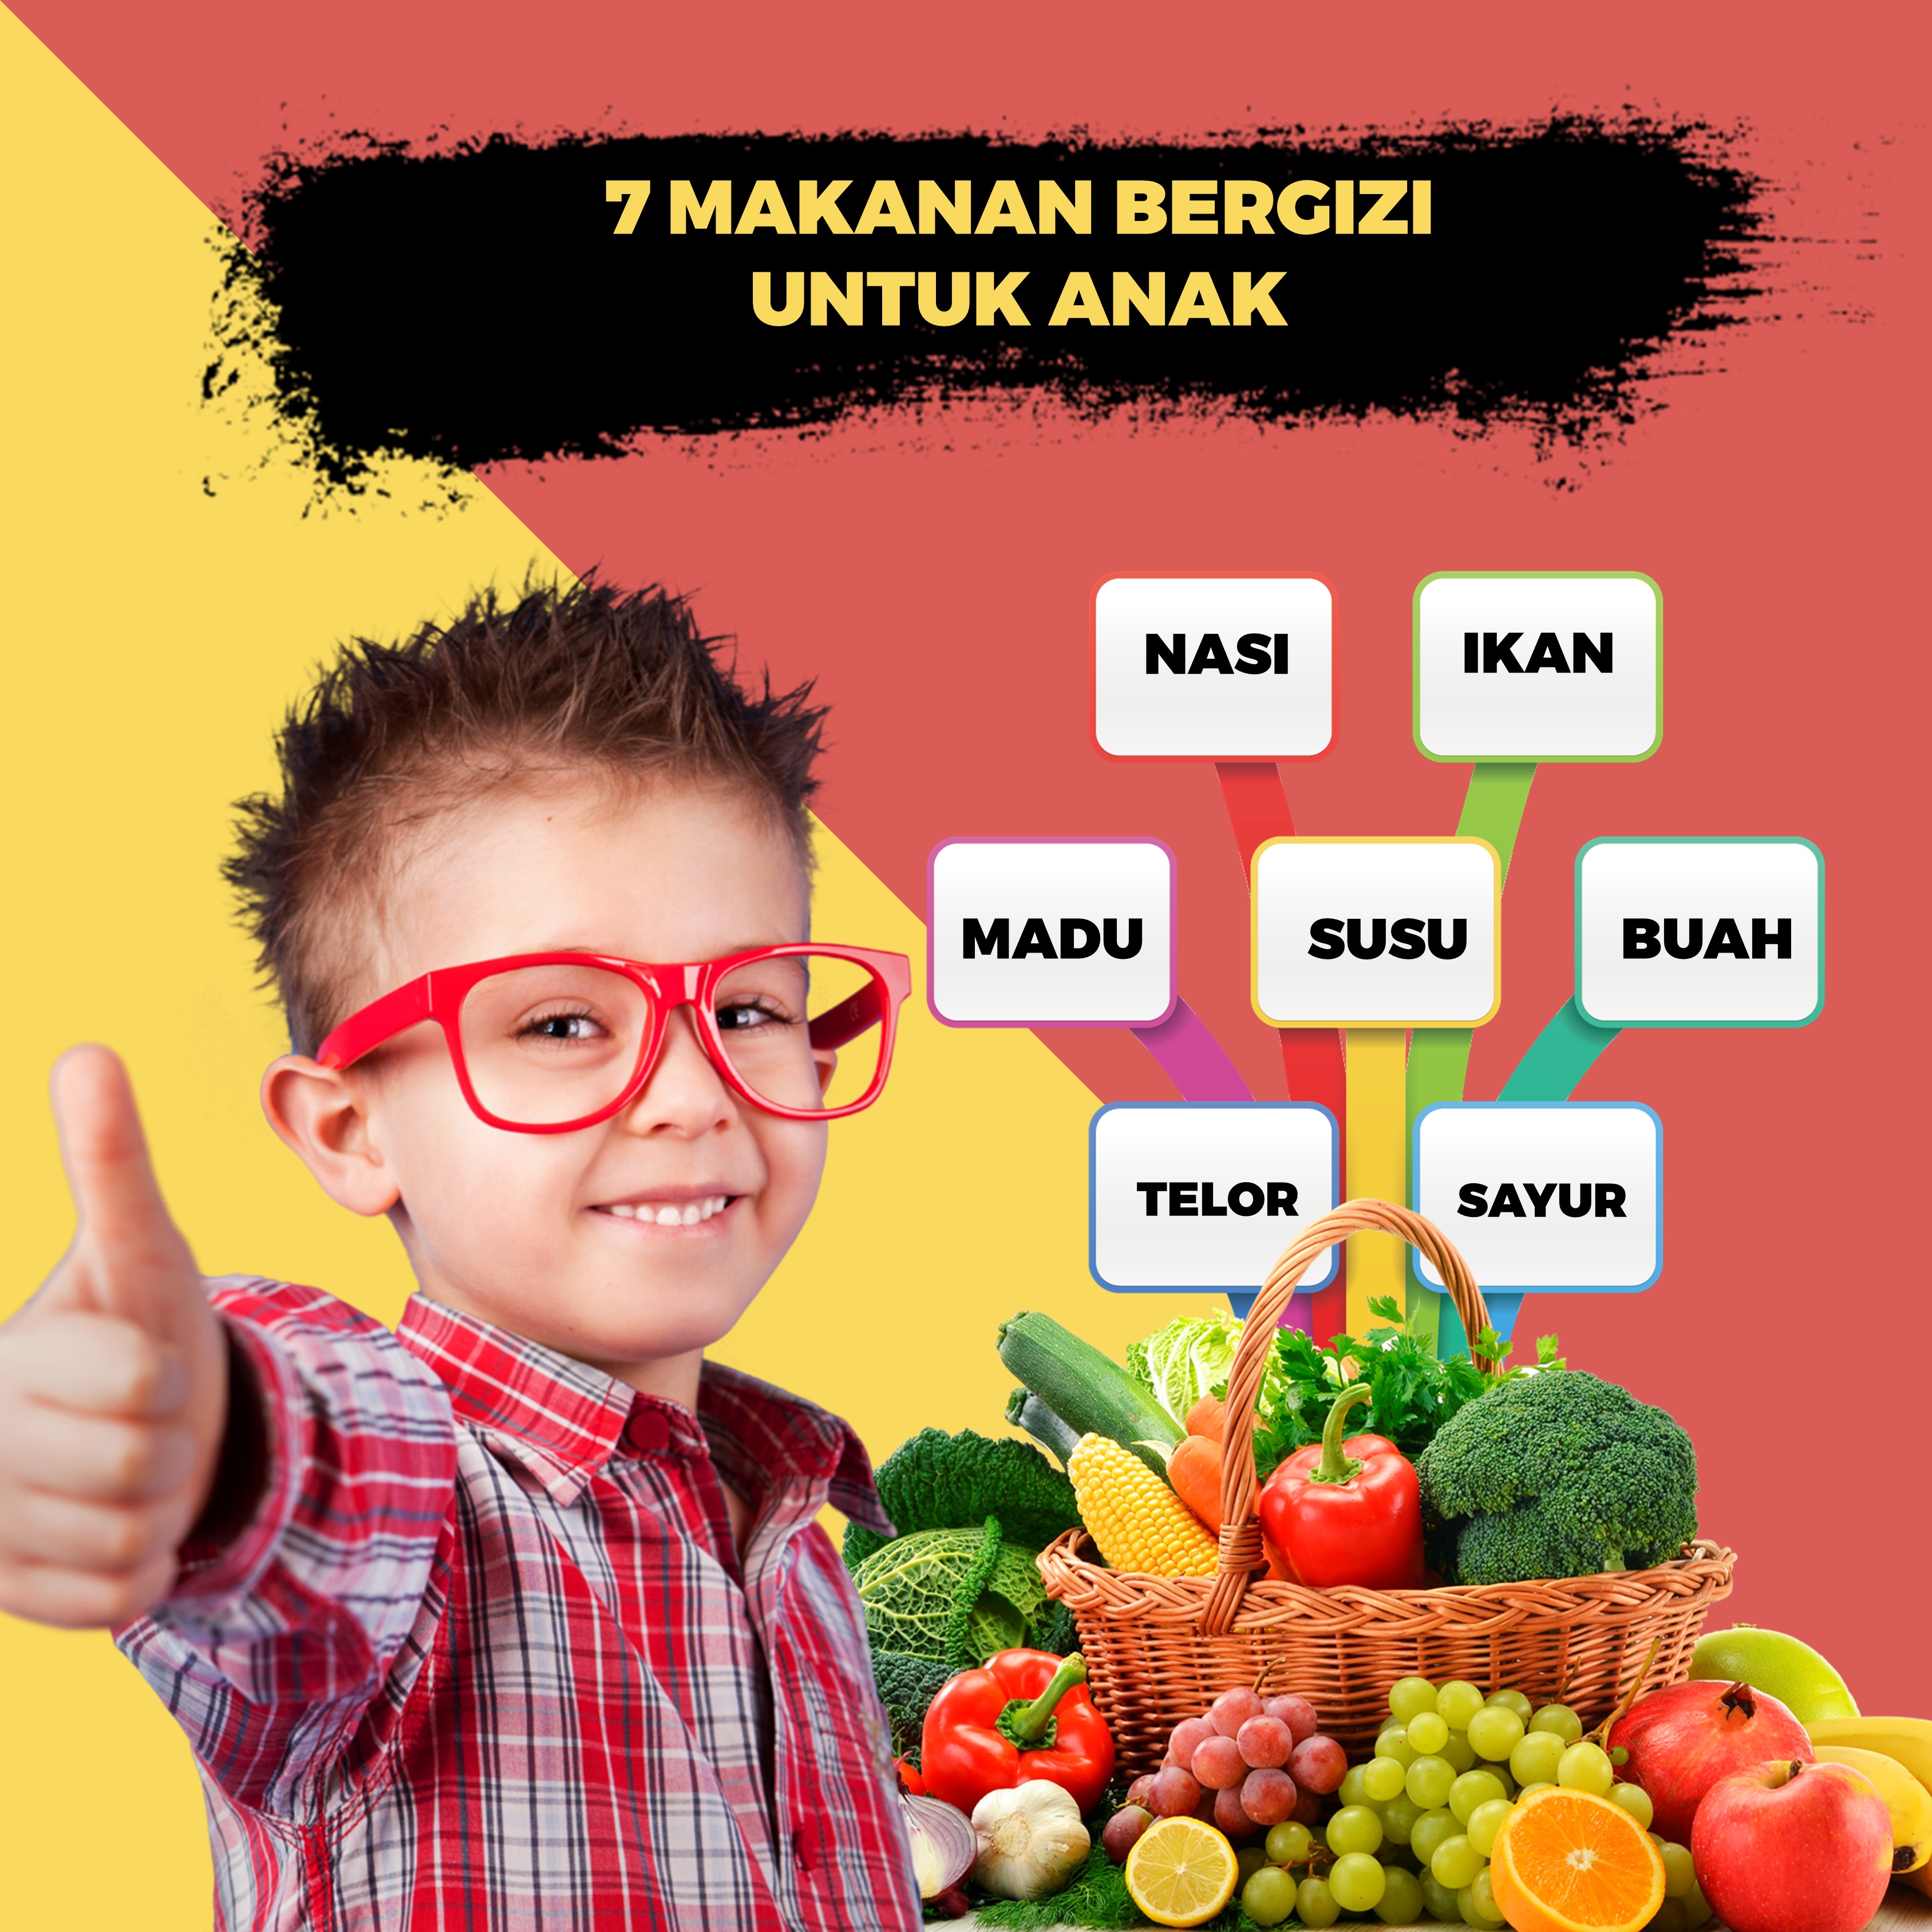 7 MAKANAN BERGIZI
UNTUK ANAK
NASI
IKAN
MADU
SUSU
BUAH
TELOR
SAYUR